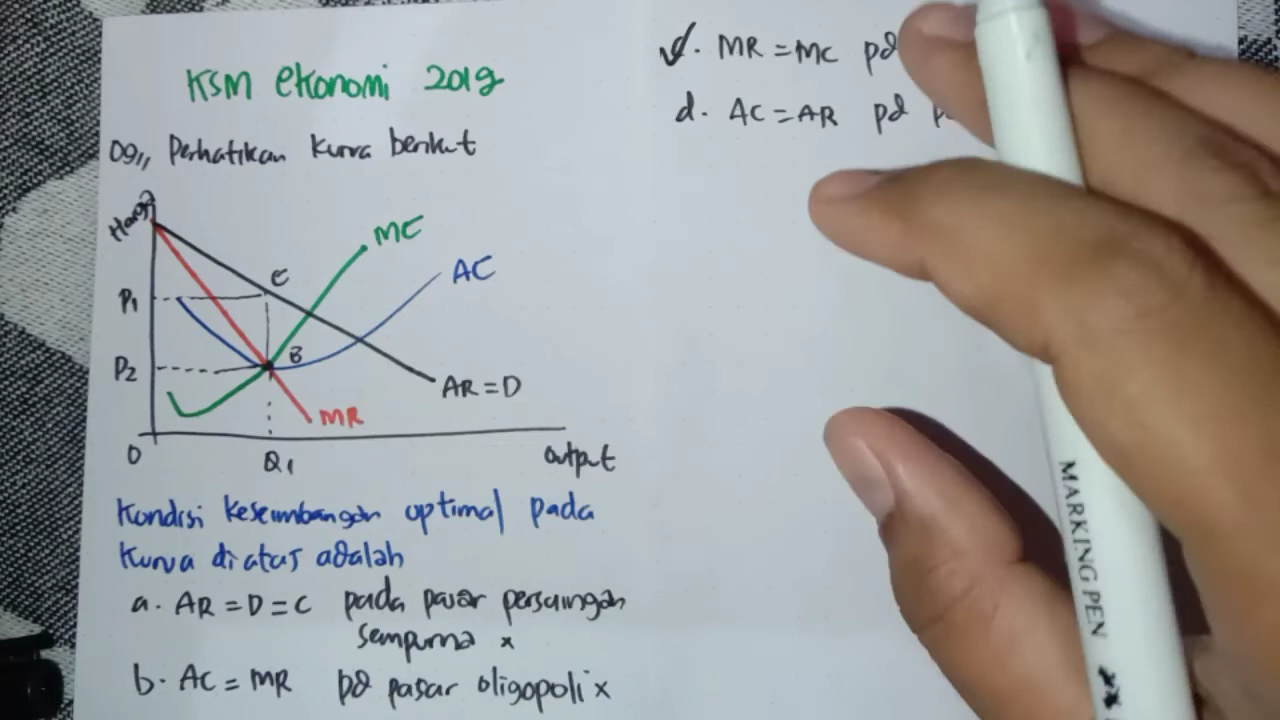 KSM Ekonomi 2019
09,, Perhatikan kurva berikut
Harga
MC
C
AC
P1
B
P2
AR = D
MR
0
Q1
output
Kondisi keseimbangan optimal pada
kurva diatas adalah
a. AR = D = C pada pasar persaingan
sempurna x
b. AC = MR pd pasar oligopoli x
MR = MC pd
d. AC = AR pd
MARKING PEN